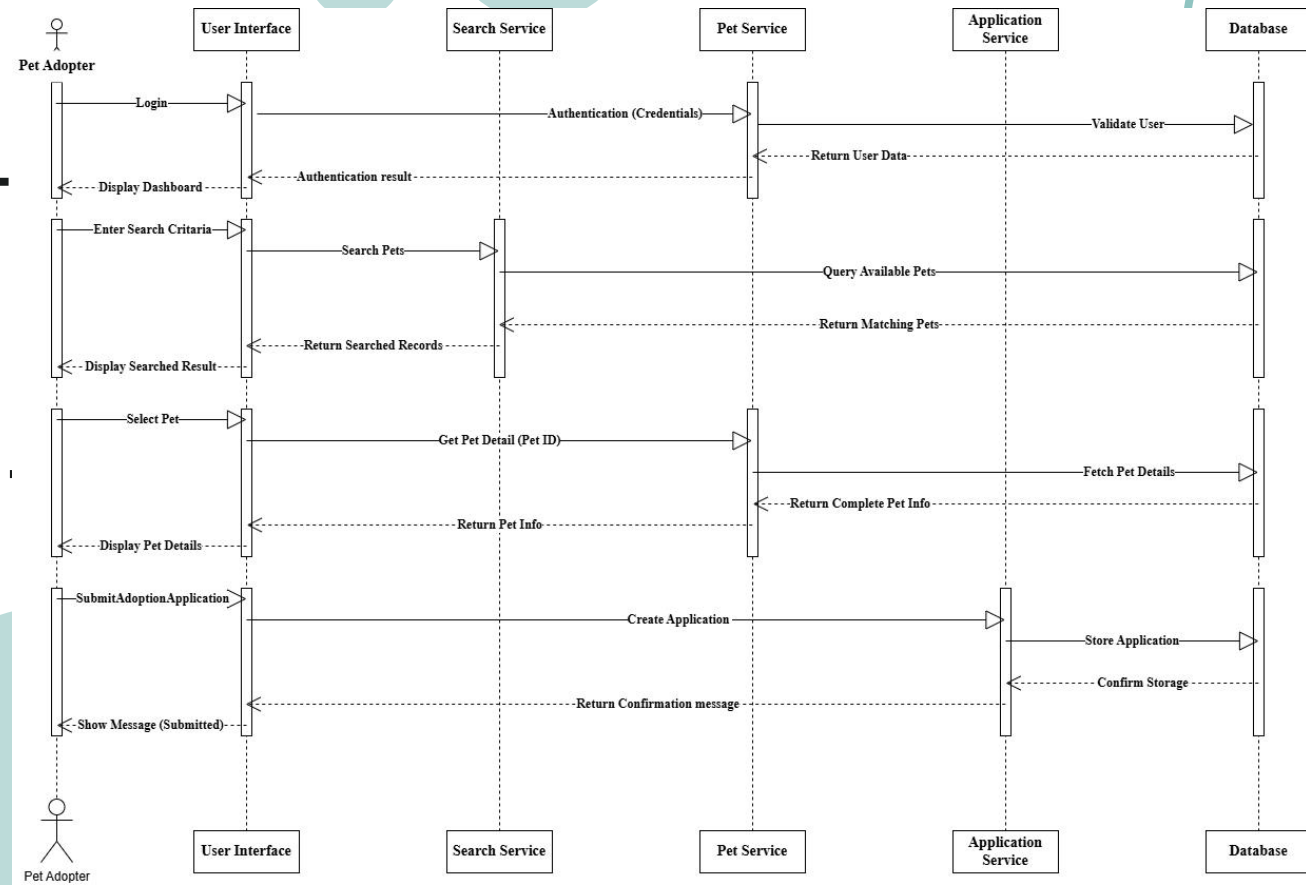 User Interface
Search Service
Pet Service
Application
Service
Database
Pet Adopter
Login
Authentication (Credentials)
Validate User
Return User Data
Authentication result
Display Dashboard
Enter Search Critaria
Search Pets
Query Available Pets
Return Matching Pets
Return Searched Records
Display Searched Result
Select Pet
Get Pet Detail (Pet ID)
Fetch Pet Details
Return Complete Pet Info
Return Pet Info
Display Pet Details
SubmitAdoptionApplication
Create Application
Store Application
Confirm Storage
Return Confirmation message
Show Message (Submitted)
User Interface
Search Service
Pet Service
Application
Service
Database
Pet Adopter